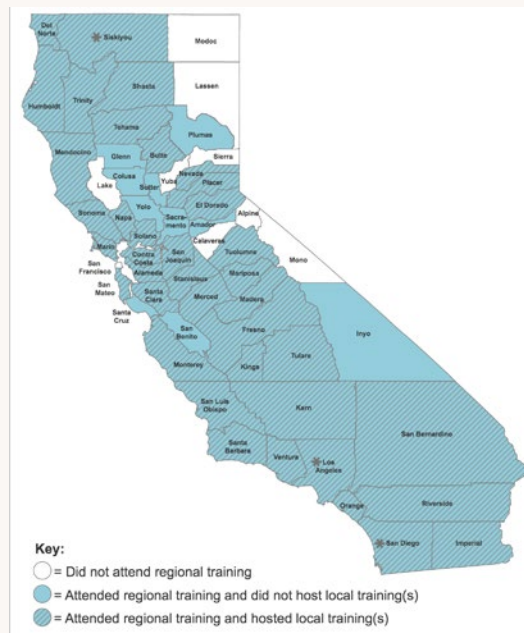 Del
Norte
Siskiyou
Modoc
Humboldt
Trinity
Shasta
Lassen
Tehama
Plumas
Mendocino
Glenn
Butte
Sierra
Lake
Colusa
Sutter
Yuba
Nevada
Placer
Yolo
El Dorado
Sonoma
Napa
Sacra-
mento
Amador
Alpine
Solano
Calaveras
Marin
Contra
Costa
San
Joaquin
Tuolumne
Mono
San
Francisco
Alameda
Stanislaus
Mariposa
San
Mateo
Santa
Clara
Merced
Madera
Santa
Cruz
San
Benito
Fresno
Inyo
Monterey
Kings
Tulare
San Luis
Obispo
Kern
San Bernardino
Santa
Barbara
Ventura
Los
Angeles
Orange
Riverside
San Diego
Imperial
Key:
= Did not attend regional training
= Attended regional training and did not host local training(s)
= Attended regional training and hosted local training(s)